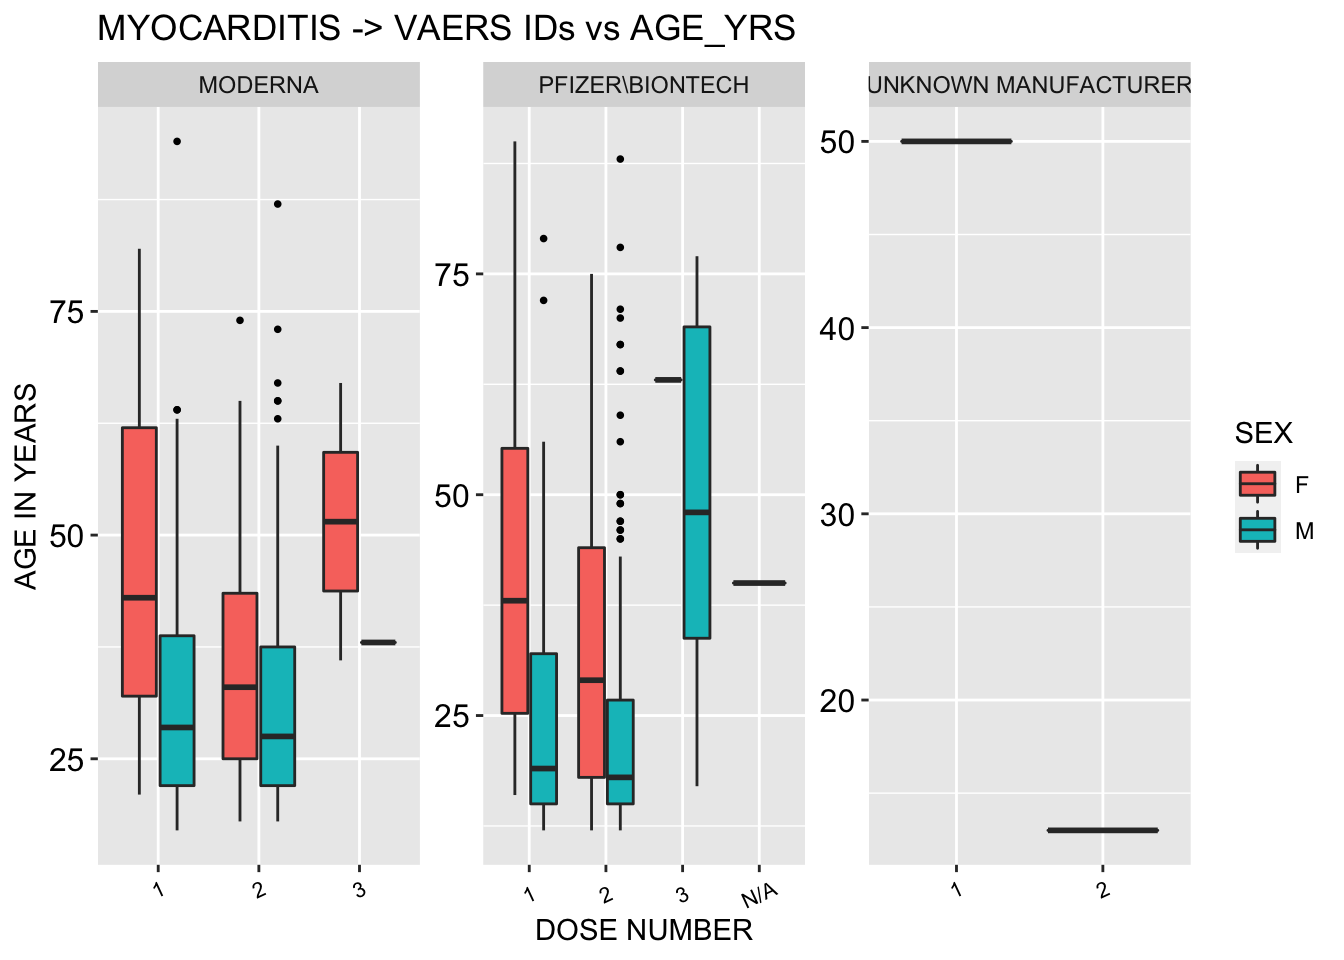 MYOCARDITIS -> VAERS IDs vs AGE_YRS
MODERNA
PFIZER\BIONTECH
UNKNOWN MANUFACTURER
AGE IN YEARS
75
50
25
75
50
25
50
40
30
20
1
2
3
1
2
3
N/A
1
2
DOSE NUMBER
SEX
F
M